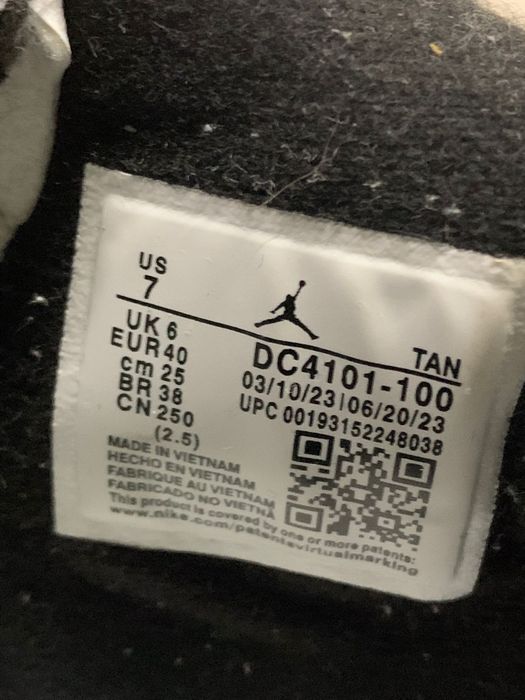 US
7
TAN
UK 6
EUR 40
cm 25
BR 38
CN 250
(2.5)
DC4101-100
03/10/23|06/20/23
UPC 00193152248038
MADE IN VIETNAM
HECHO EN VIETNAM
FABRIQUE AU VIETNAM
FABRICADO NO VIETNÃ
This product is covered by one or more patents:
www.nike.com/patentsvirtualmarking